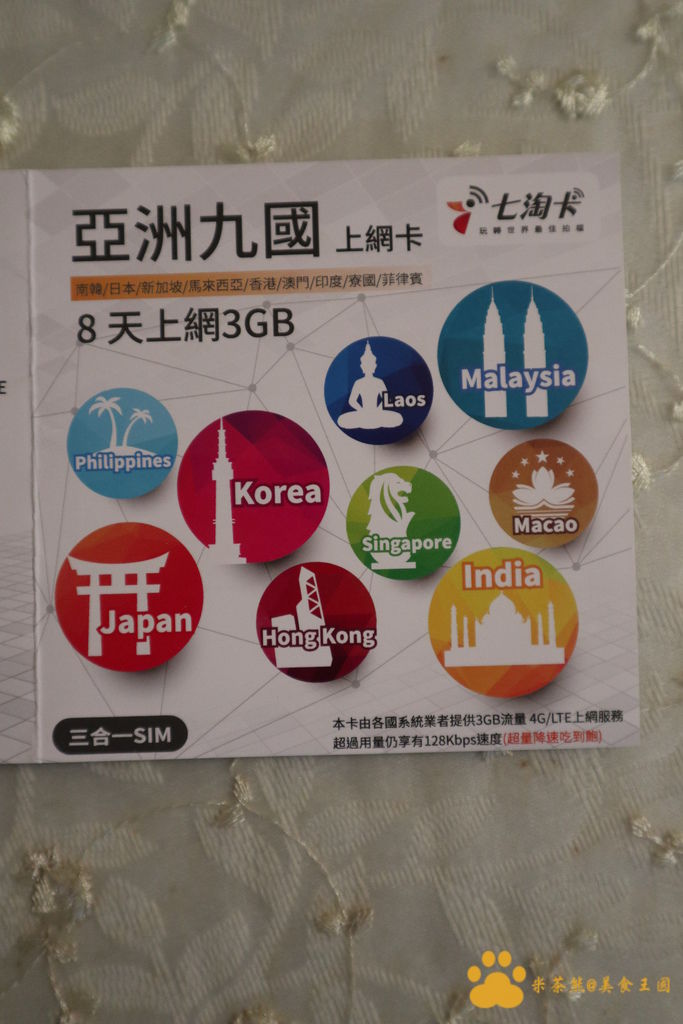 七淘卡
玩轉世界最佳拍檔
亞洲九國 上網卡
南韓/日本/新加坡/馬來西亞/香港/澳門/印度/寮國/菲律賓
8 天上網3GB
E
Malaysia
Laos
Philippines
Korea
Macao
Singapore
India
Japan
Hong Kong
三合一SIM
本卡由各國系統業者提供3GB流量 4G/LTE上網服務
超過用量仍享有128Kbps速度(超量降速吃到飽)
米茶熊@美食王國